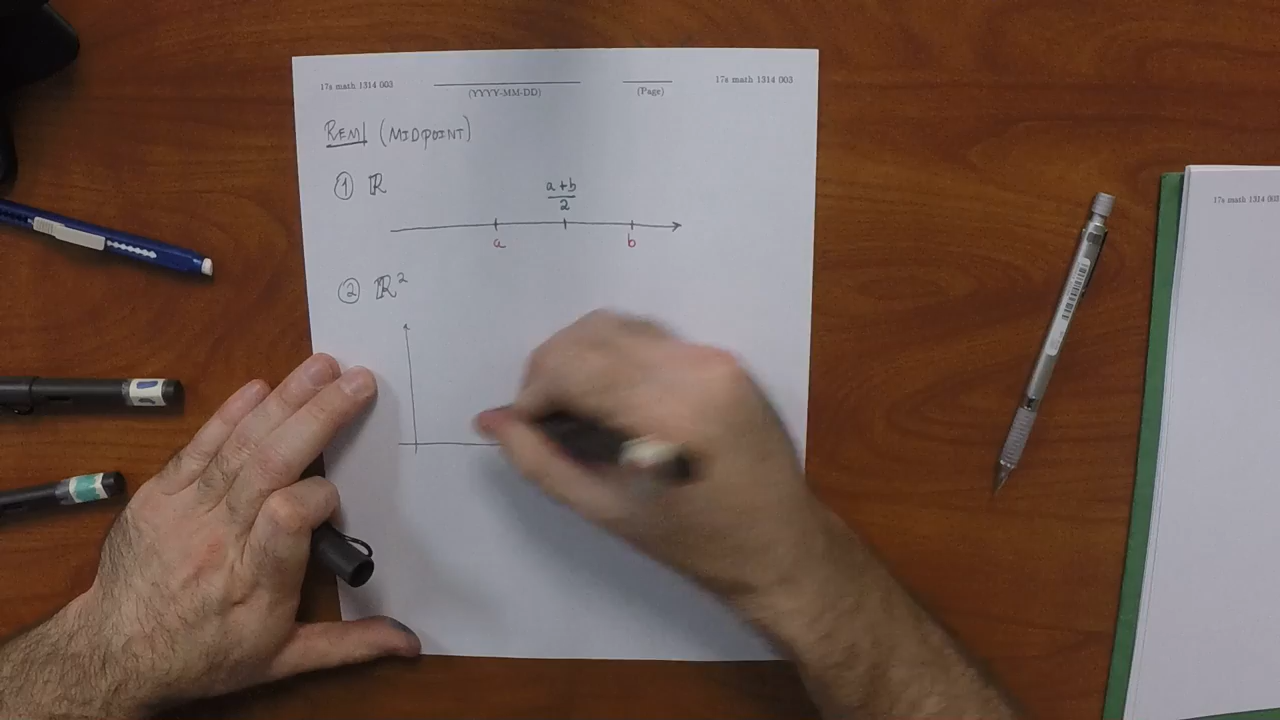 17s math 1314 003 (YYYY-MM-DD) (Page) 17s math 1314 003
REM (MIDPOINT)
① ℝ
a+b
2
a b
② ℝ²
17s math 1314 003